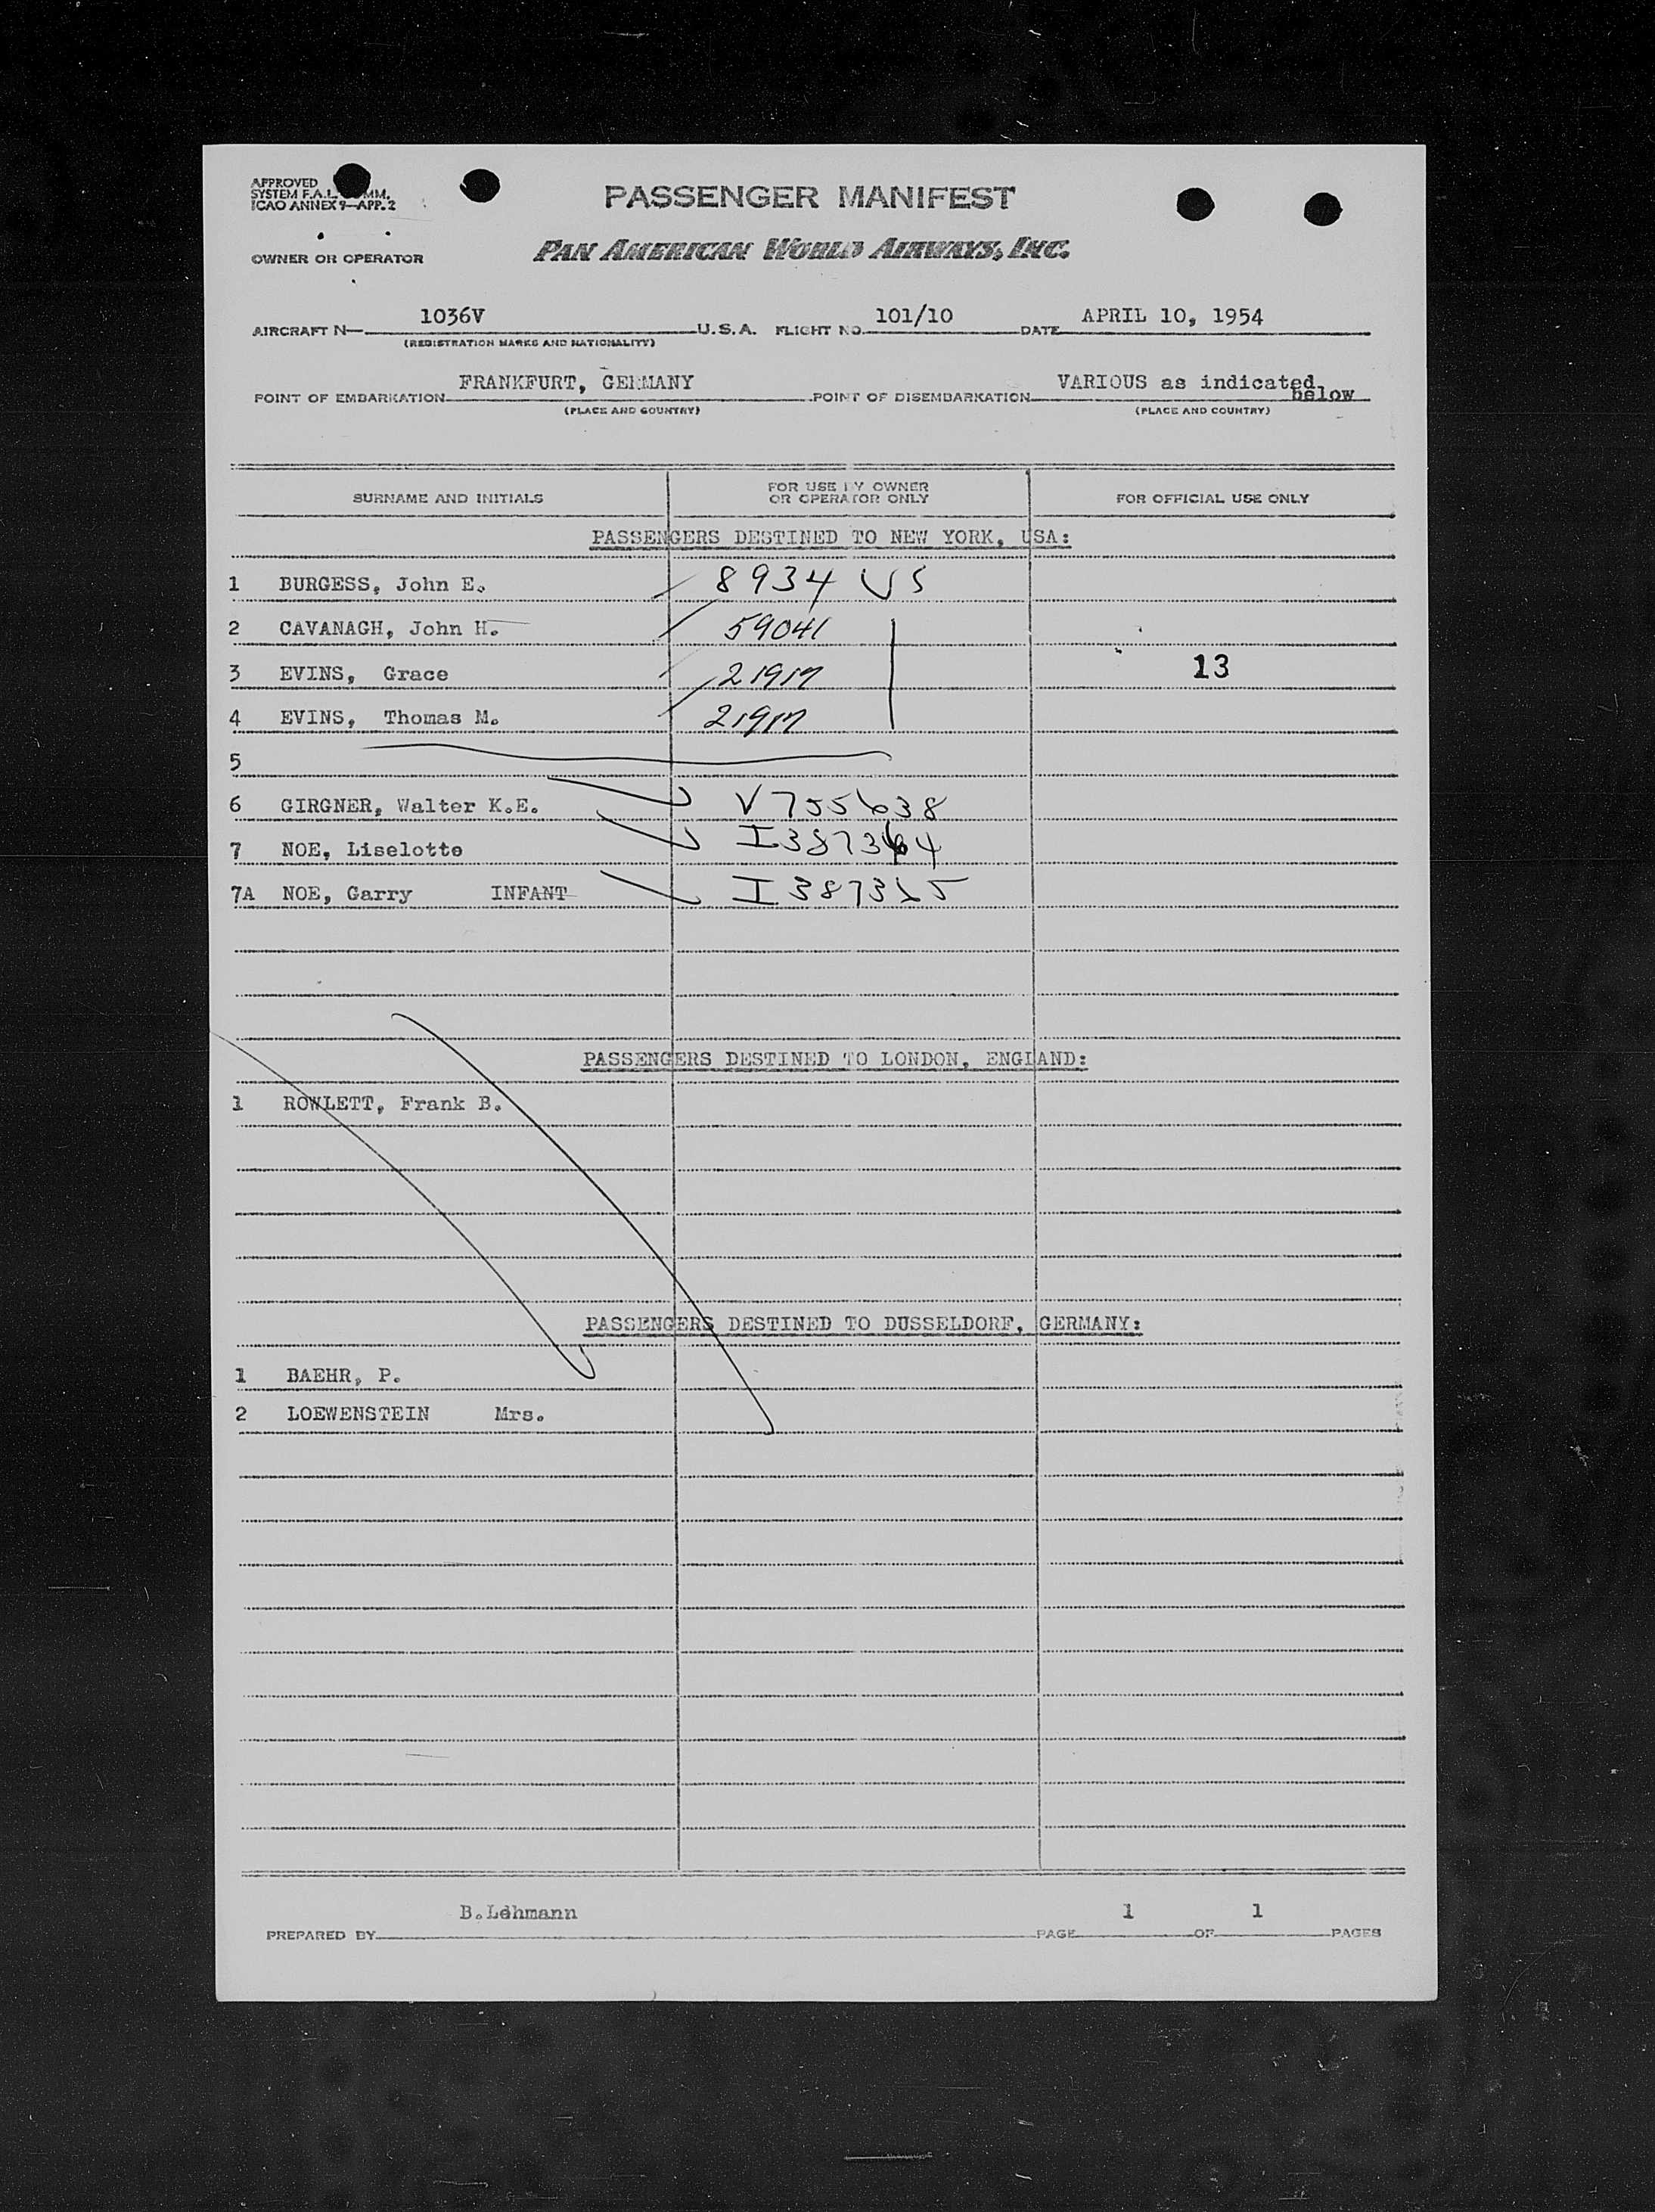 APPROVED
SYSTEM F.A.L. MM.
ICAO ANNEX 9—APP. 2
PASSENGER MANIFEST
OWNER OR OPERATOR
PAN AMERICAN WORLD AIRWAYS, INC.
AIRCRAFT N— 1036V U.S.A. FLIGHT NO. 101/10 DATE APRIL 10, 1954
(REGISTRATION MARKS AND NATIONALITY)
POINT OF EMBARKATION FRANKFURT, GERMANY POINT OF DISEMBARKATION VARIOUS as indicated below
(PLACE AND COUNTRY) (PLACE AND COUNTRY)
SURNAME AND INITIALS FOR USE BY OWNER OR OPERATOR ONLY FOR OFFICIAL USE ONLY
PASSENGERS DESTINED TO NEW YORK, USA:
1 BURGESS, John E. 8934 US
2 CAVANAGH, John H. 59041
3 EVINS, Grace 21917 13
4 EVINS, Thomas M. 21917
5
6 GIRGNER, Walter K.E. V755638
7 NOE, Liselotte I387364
7A NOE, Garry INFANT I387365
PASSENGERS DESTINED TO LONDON, ENGLAND:
1 ROWLETT, Frank B.
PASSENGERS DESTINED TO DUSSELDORF, GERMANY:
1 BAEHR, P.
2 LOEWENSTEIN Mrs.
PREPARED BY B.Lehmann PAGE 1 OF 1 PAGES